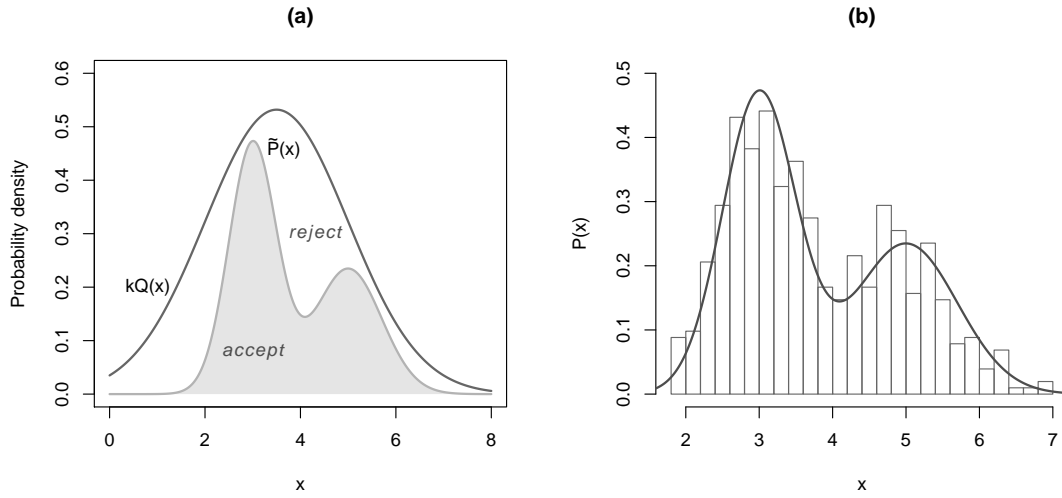 (a)
Probability density
0.6
0.5
0.4
0.3
0.2
0.1
0.0
P̃(x)
reject
kQ(x)
accept
0 2 4 6 8
x
(b)
P(x)
0.5
0.4
0.3
0.2
0.1
0.0
2 3 4 5 6 7
x